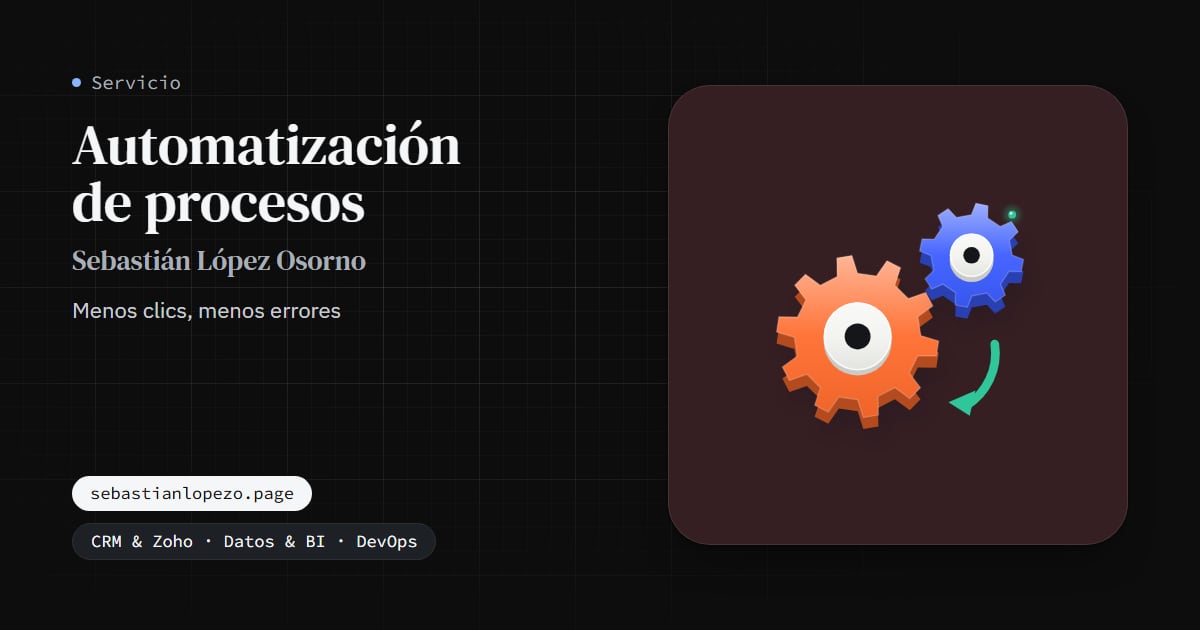 Servicio
Automatización
de procesos
Sebastián López Osorno
Menos clics, menos errores
sebastianlopezo.page
CRM & Zoho · Datos & BI · DevOps